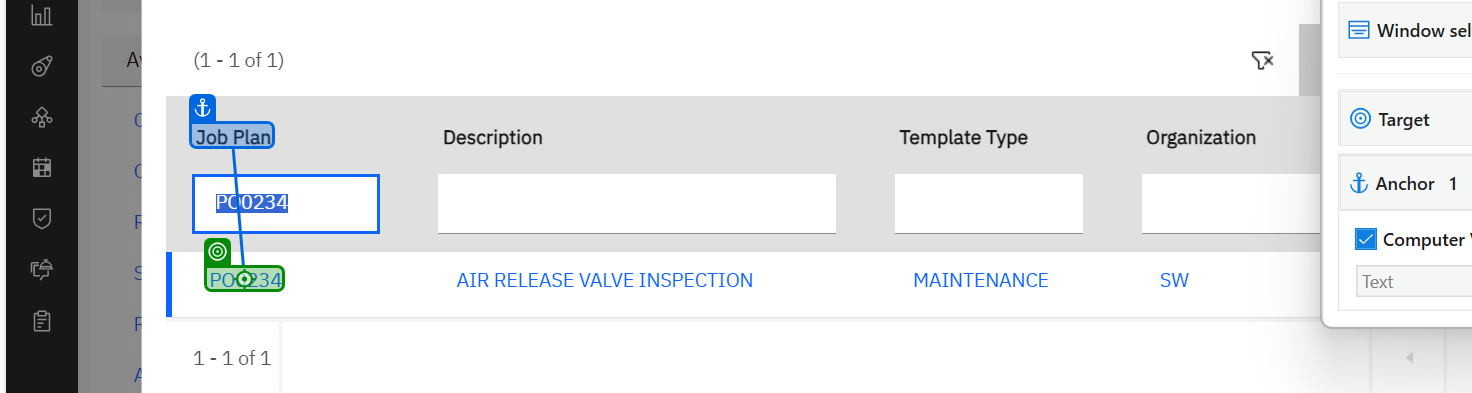 Window sel
(1 - 1 of 1)
Target
Job Plan
Description
Template Type
Organization
Anchor 1
PO0234
Computer
Text
PO0234
AIR RELEASE VALVE INSPECTION
MAINTENANCE
SW
1 - 1 of 1